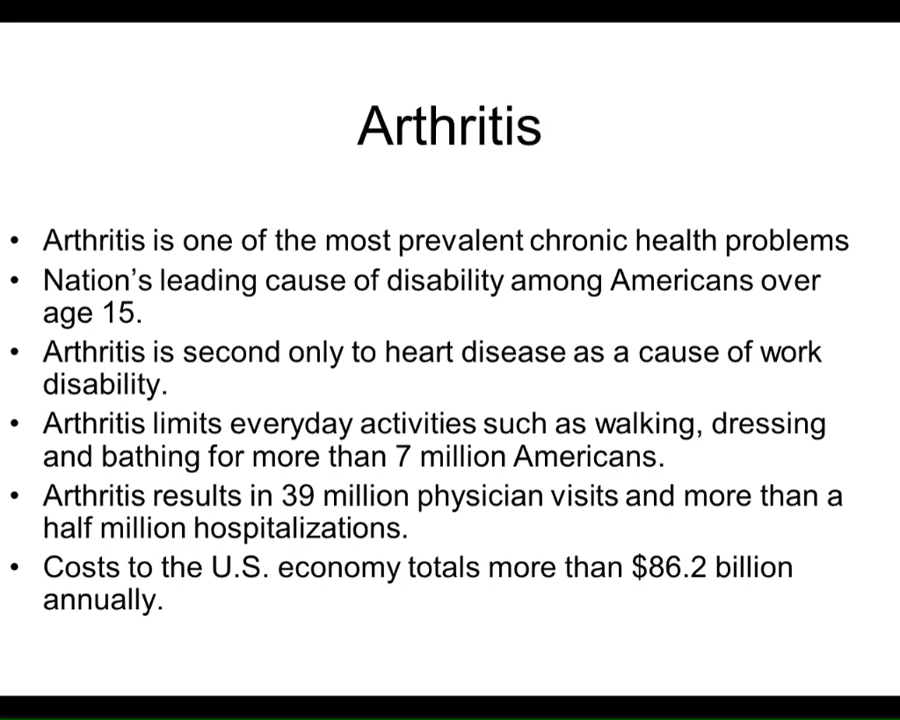 Arthritis
• Arthritis is one of the most prevalent chronic health problems
• Nation’s leading cause of disability among Americans over
age 15.
• Arthritis is second only to heart disease as a cause of work
disability.
• Arthritis limits everyday activities such as walking, dressing
and bathing for more than 7 million Americans.
• Arthritis results in 39 million physician visits and more than a
half million hospitalizations.
• Costs to the U.S. economy totals more than $86.2 billion
annually.